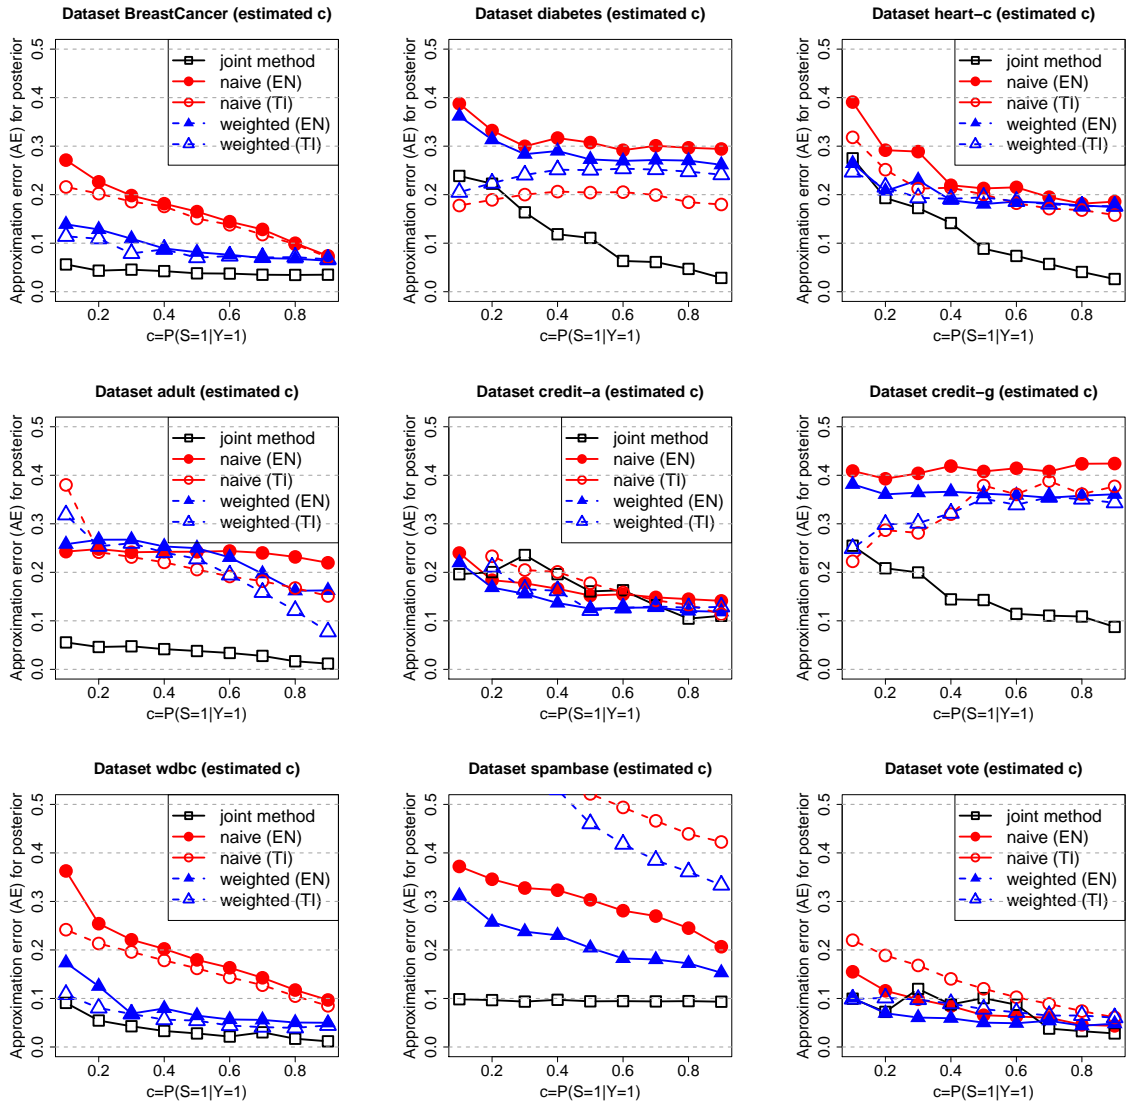 Dataset BreastCancer (estimated c)
Approximation error (AE) for posterior
0.5
0.4
0.3
0.2
0.1
0.0
joint method
naive (EN)
naive (TI)
weighted (EN)
weighted (TI)
0.2 0.4 0.6 0.8
c=P(S=1|Y=1)
Dataset diabetes (estimated c)
Approximation error (AE) for posterior
0.5
0.4
0.3
0.2
0.1
0.0
joint method
naive (EN)
naive (TI)
weighted (EN)
weighted (TI)
0.2 0.4 0.6 0.8
c=P(S=1|Y=1)
Dataset heart−c (estimated c)
Approximation error (AE) for posterior
0.5
0.4
0.3
0.2
0.1
0.0
joint method
naive (EN)
naive (TI)
weighted (EN)
weighted (TI)
0.2 0.4 0.6 0.8
c=P(S=1|Y=1)
Dataset adult (estimated c)
Approximation error (AE) for posterior
0.5
0.4
0.3
0.2
0.1
0.0
joint method
naive (EN)
naive (TI)
weighted (EN)
weighted (TI)
0.2 0.4 0.6 0.8
c=P(S=1|Y=1)
Dataset credit−a (estimated c)
Approximation error (AE) for posterior
0.5
0.4
0.3
0.2
0.1
0.0
joint method
naive (EN)
naive (TI)
weighted (EN)
weighted (TI)
0.2 0.4 0.6 0.8
c=P(S=1|Y=1)
Dataset credit−g (estimated c)
Approximation error (AE) for posterior
0.5
0.4
0.3
0.2
0.1
0.0
0.2 0.4 0.6 0.8
c=P(S=1|Y=1)
Dataset wdbc (estimated c)
Approximation error (AE) for posterior
0.5
0.4
0.3
0.2
0.1
0.0
joint method
naive (EN)
naive (TI)
weighted (EN)
weighted (TI)
0.2 0.4 0.6 0.8
c=P(S=1|Y=1)
Dataset spambase (estimated c)
Approximation error (AE) for posterior
0.5
0.4
0.3
0.2
0.1
0.0
0.2 0.4 0.6 0.8
c=P(S=1|Y=1)
Dataset vote (estimated c)
Approximation error (AE) for posterior
0.5
0.4
0.3
0.2
0.1
0.0
joint method
naive (EN)
naive (TI)
weighted (EN)
weighted (TI)
0.2 0.4 0.6 0.8
c=P(S=1|Y=1)